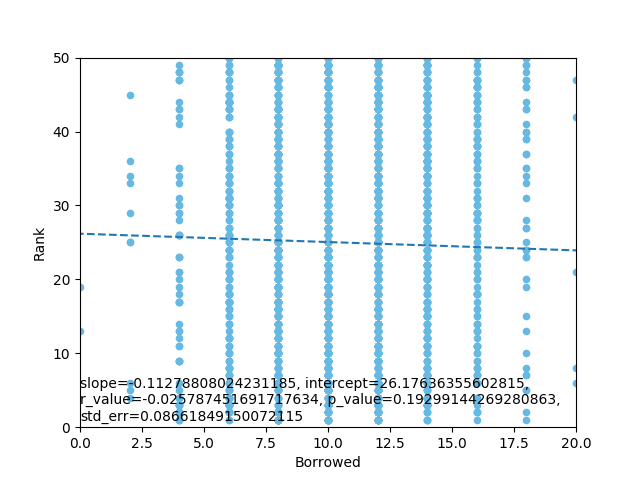 50
40
30
20
10
0
Rank
slope=-0.11278808024231185, intercept=26.17636355602815,
r_value=-0.025787451691717634, p_value=0.19299144269280863,
std_err=0.08661849150072115
0.0 2.5 5.0 7.5 10.0 12.5 15.0 17.5 20.0
Borrowed